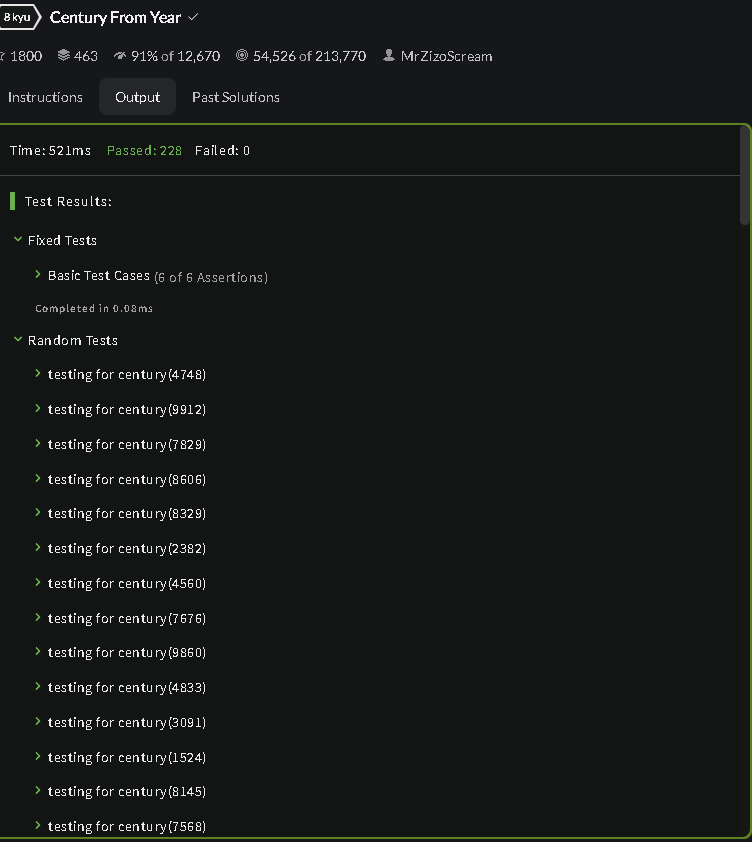 8 kyu Century From Year
1800 463 91% of 12,670 54,526 of 213,770 MrZizoScream
Instructions Output Past Solutions
Time: 521ms Passed: 228 Failed: 0
Test Results:
Fixed Tests
Basic Test Cases (6 of 6 Assertions)
Completed in 0.08ms
Random Tests
testing for century(4748)
testing for century(9912)
testing for century(7829)
testing for century(8606)
testing for century(8329)
testing for century(2382)
testing for century(4560)
testing for century(7676)
testing for century(9860)
testing for century(4833)
testing for century(3091)
testing for century(1524)
testing for century(8145)
testing for century(7568)